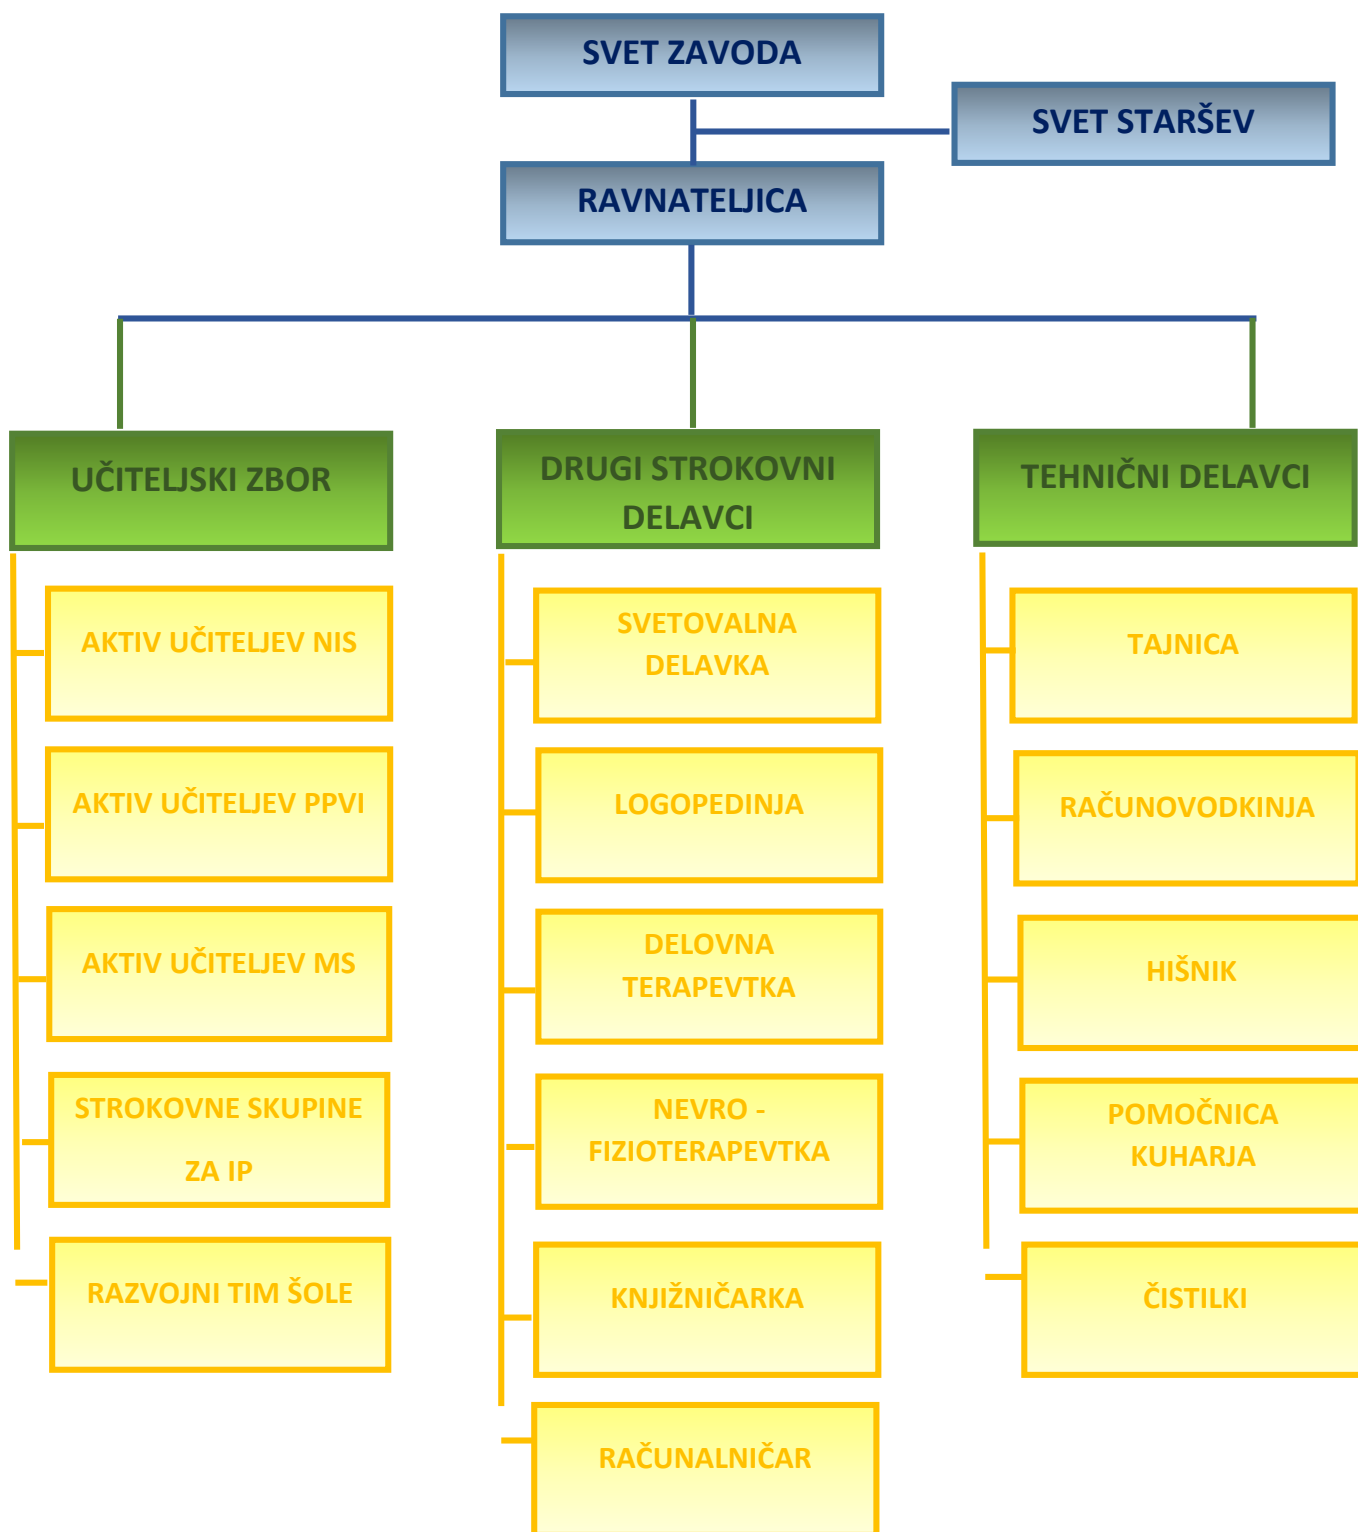 SVET ZAVODA
SVET STARŠEV
RAVNATELJICA
UČITELJSKI ZBOR
AKTIV UČITELJEV NIS
AKTIV UČITELJEV PPVI
AKTIV UČITELJEV MS
STROKOVNE SKUPINE
ZA IP
RAZVOJNI TIM ŠOLE
DRUGI STROKOVNI
DELAVCI
SVETOVALNA
DELAVKA
LOGOPEDINJA
DELOVNA
TERAPEVTKA
NEVRO -
FIZIOTERAPEVTKA
KNJIŽNIČARKA
RAČUNALNIČAR
TEHNIČNI DELAVCI
TAJNICA
RAČUNOVODKINJA
HIŠNIK
POMOČNICA
KUHARJA
ČISTILKI